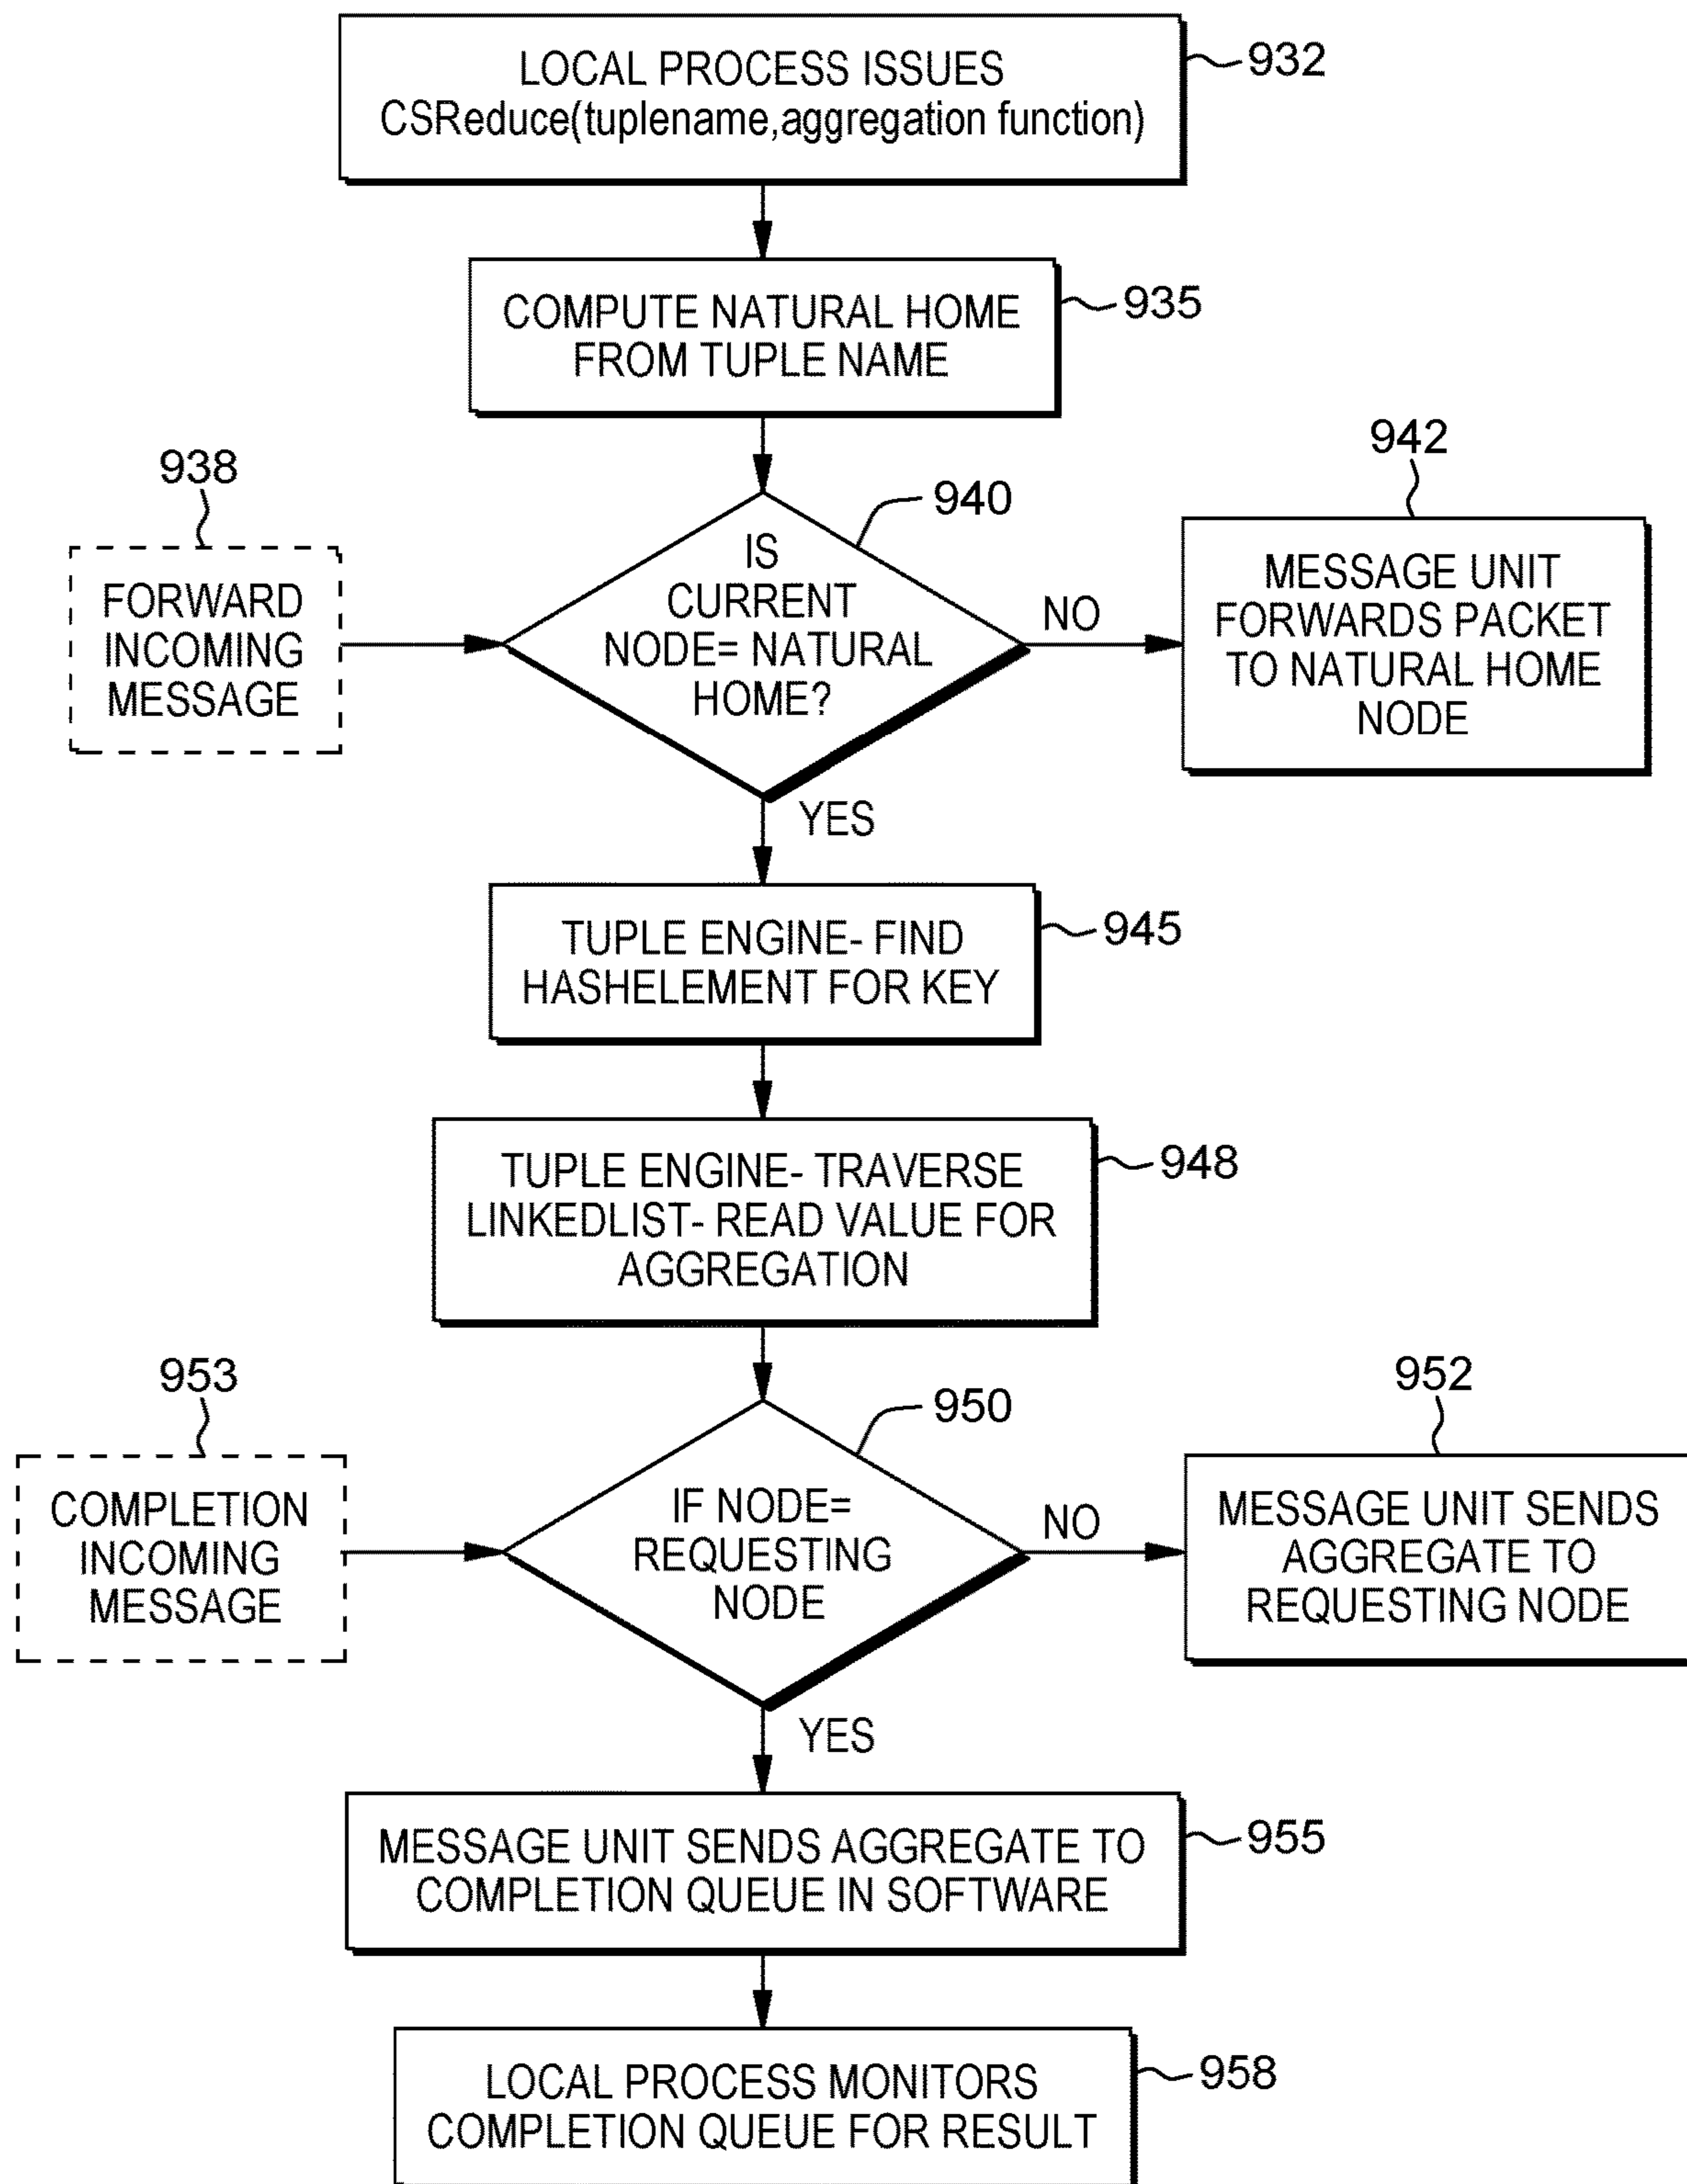 LOCAL PROCESS ISSUES
CSReduce(tuplename,aggregation function)
932
COMPUTE NATURAL HOME
FROM TUPLE NAME
935
938
FORWARD
INCOMING
MESSAGE
940
IS
CURRENT
NODE= NATURAL
HOME?
NO
942
MESSAGE UNIT
FORWARDS PACKET
TO NATURAL HOME
NODE
YES
TUPLE ENGINE- FIND
HASHELEMENT FOR KEY
945
TUPLE ENGINE- TRAVERSE
LINKEDLIST- READ VALUE FOR
AGGREGATION
948
953
COMPLETION
INCOMING
MESSAGE
950
IF NODE=
REQUESTING
NODE
NO
952
MESSAGE UNIT SENDS
AGGREGATE TO
REQUESTING NODE
YES
MESSAGE UNIT SENDS AGGREGATE TO
COMPLETION QUEUE IN SOFTWARE
955
LOCAL PROCESS MONITORS
COMPLETION QUEUE FOR RESULT
958